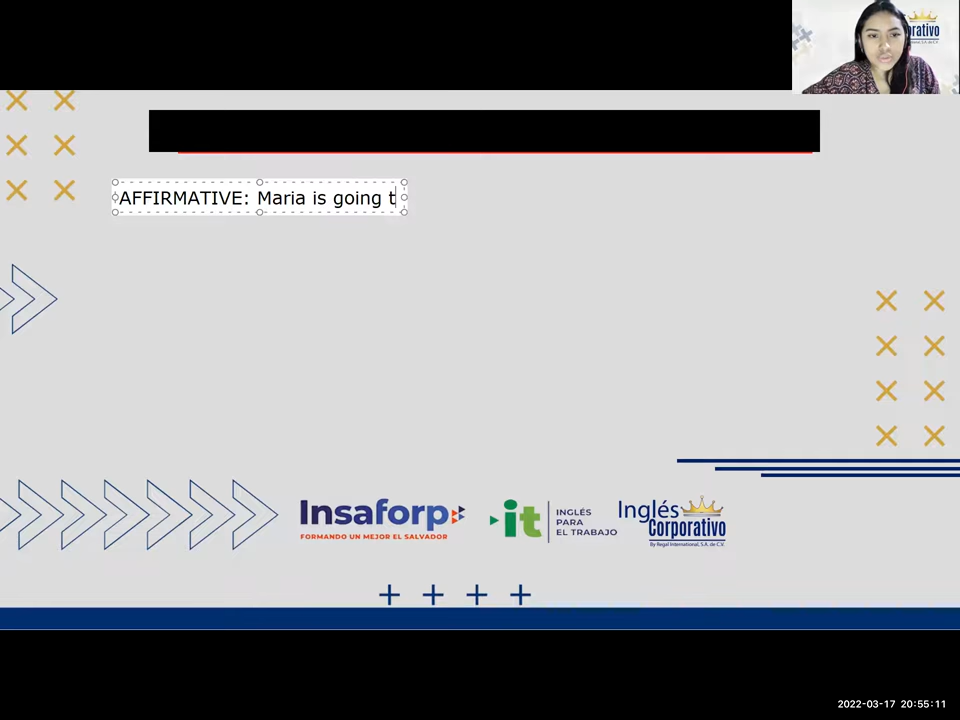 orativo
AFFIRMATIVE: Maria is going t
Insaforp
FORMANDO UN MEJOR EL SALVADOR
it
INGLÉS
PARA
EL TRABAJO
Inglés
Corporativo
By Regal International, S.A. de C.V.
2022-03-17 20:55:11